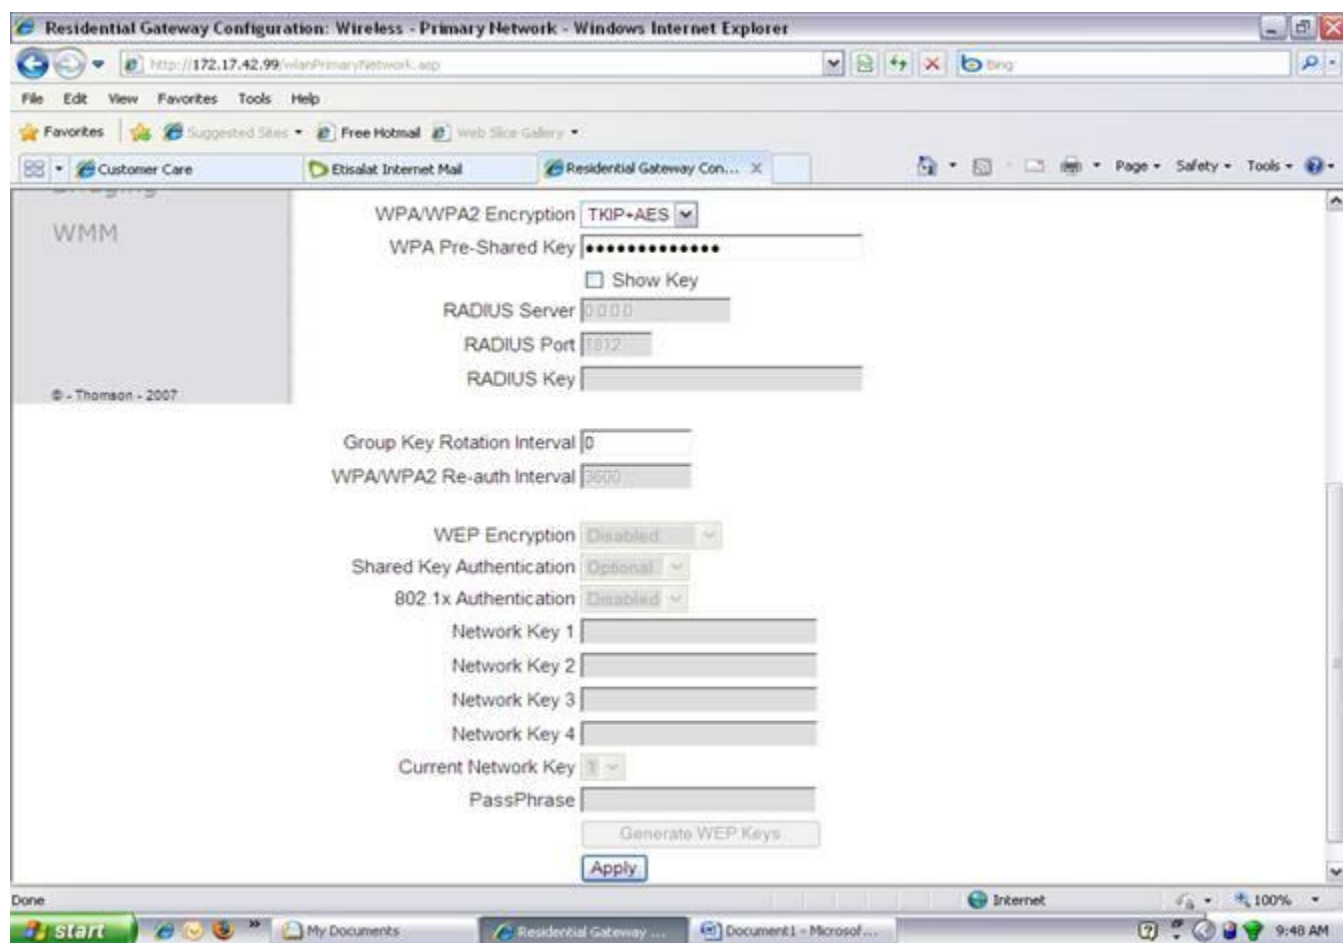 Residential Gateway Configuration: Wireless - Primary Network - Windows Internet Explorer
http://172.17.42.99/wlanPrimaryNetwork.asp
Bing
File Edit View Favorites Tools Help
Favorites Suggested Sites Free Hotmail Web Slice Gallery
Customer Care Etisalat Internet Mail Residential Gateway Con... X Page Safety Tools
WPA/WPA2 Encryption TKIP+AES
WMM
WPA Pre-Shared Key •••••••••••••
Show Key
RADIUS Server 0.0.0.0
RADIUS Port 1812
RADIUS Key
© - Thomson - 2007
Group Key Rotation Interval 0
WPA/WPA2 Re-auth Interval 3600
WEP Encryption Disabled
Shared Key Authentication Optional
802.1x Authentication Disabled
Network Key 1
Network Key 2
Network Key 3
Network Key 4
Current Network Key 1
PassPhrase
Generate WEP Keys
Apply
Done Internet 100%
start My Documents Residential Gateway ... Document1 - Microsof... 9:48 AM